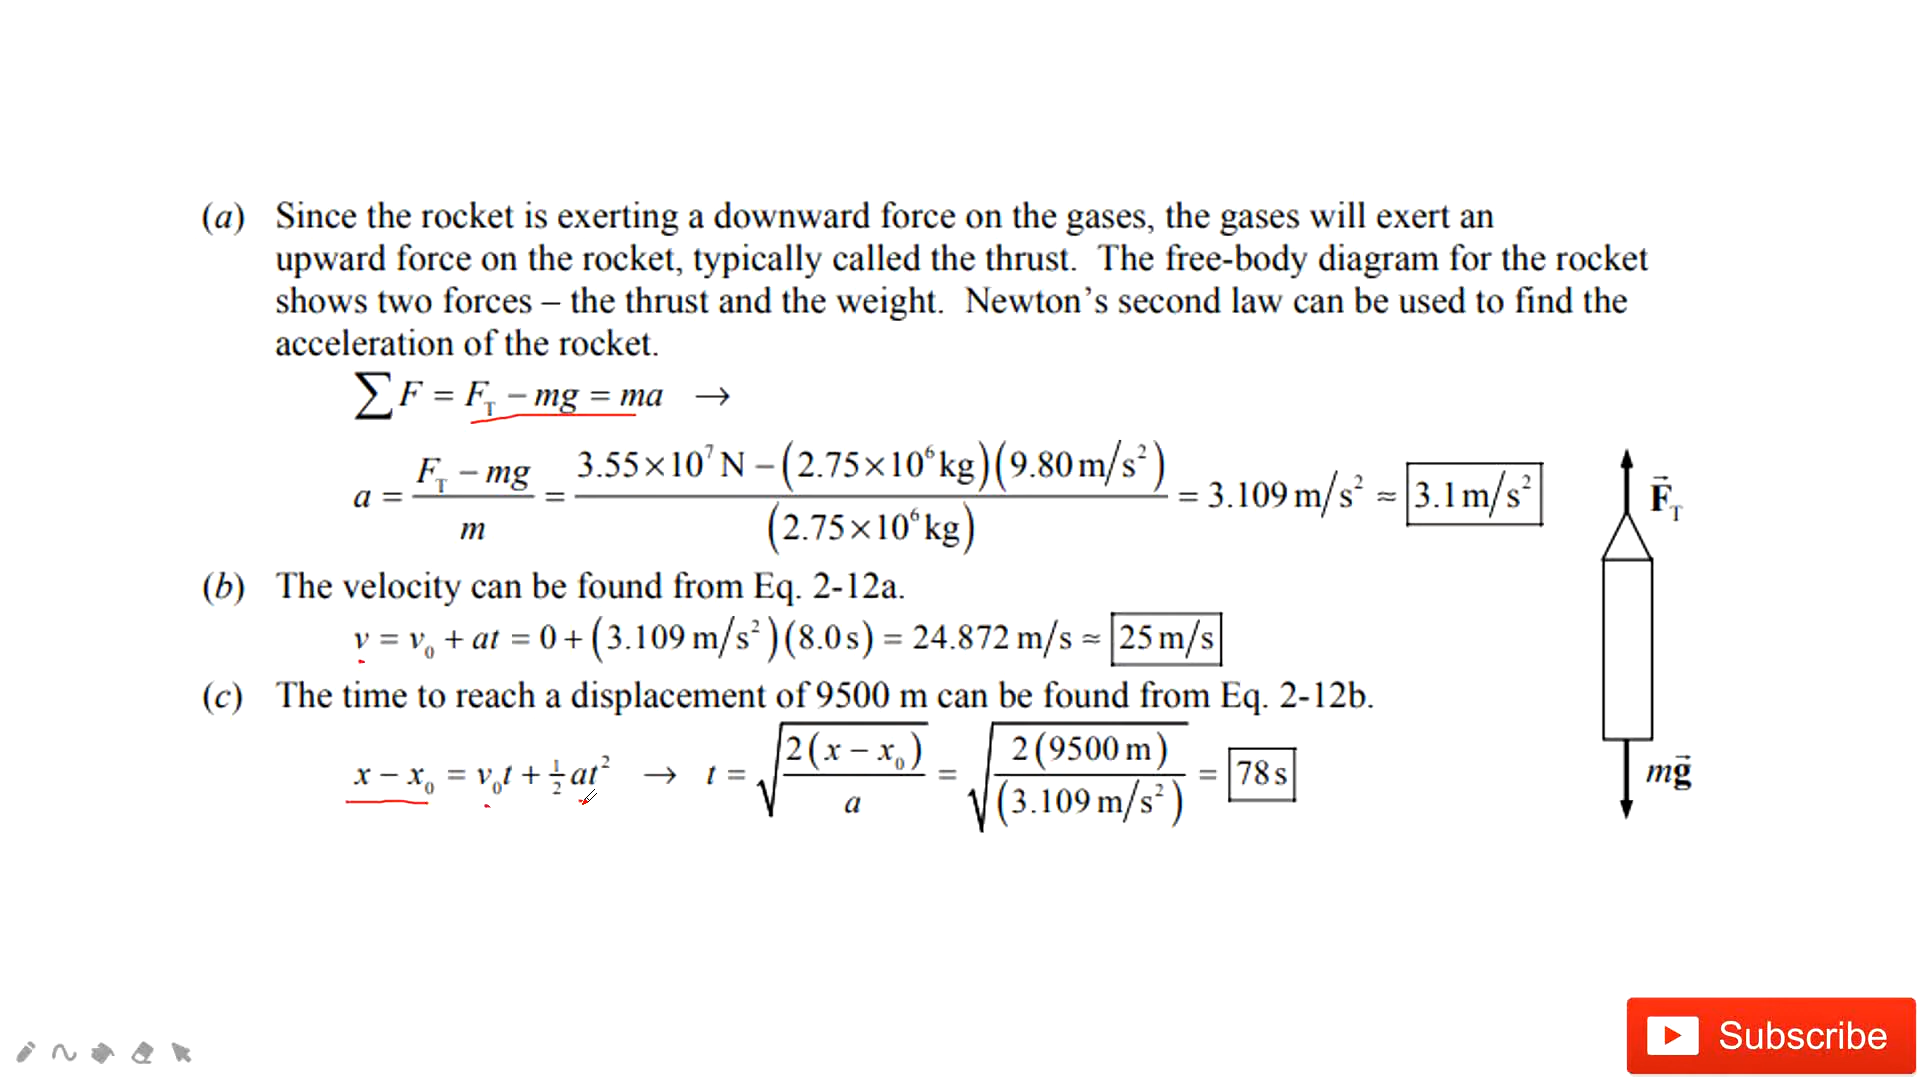 (a) Since the rocket is exerting a downward force on the gases, the gases will exert an
upward force on the rocket, typically called the thrust. The free-body diagram for the rocket
shows two forces – the thrust and the weight. Newton's second law can be used to find the
acceleration of the rocket.
∑F = F_T − mg = ma →
a = (F_T − mg)/m = (3.55×10⁷ N − (2.75×10⁶ kg)(9.80 m/s²))/(2.75×10⁶ kg) = 3.109 m/s² ≈ 3.1 m/s²
F⃗_T
(b) The velocity can be found from Eq. 2-12a.
v = v₀ + at = 0 + (3.109 m/s²)(8.0 s) = 24.872 m/s ≈ 25 m/s
(c) The time to reach a displacement of 9500 m can be found from Eq. 2-12b.
x − x₀ = v₀t + ½at² → t = √(2(x − x₀)/a) = √(2(9500 m)/(3.109 m/s²)) = 78 s
mg⃗
Subscribe